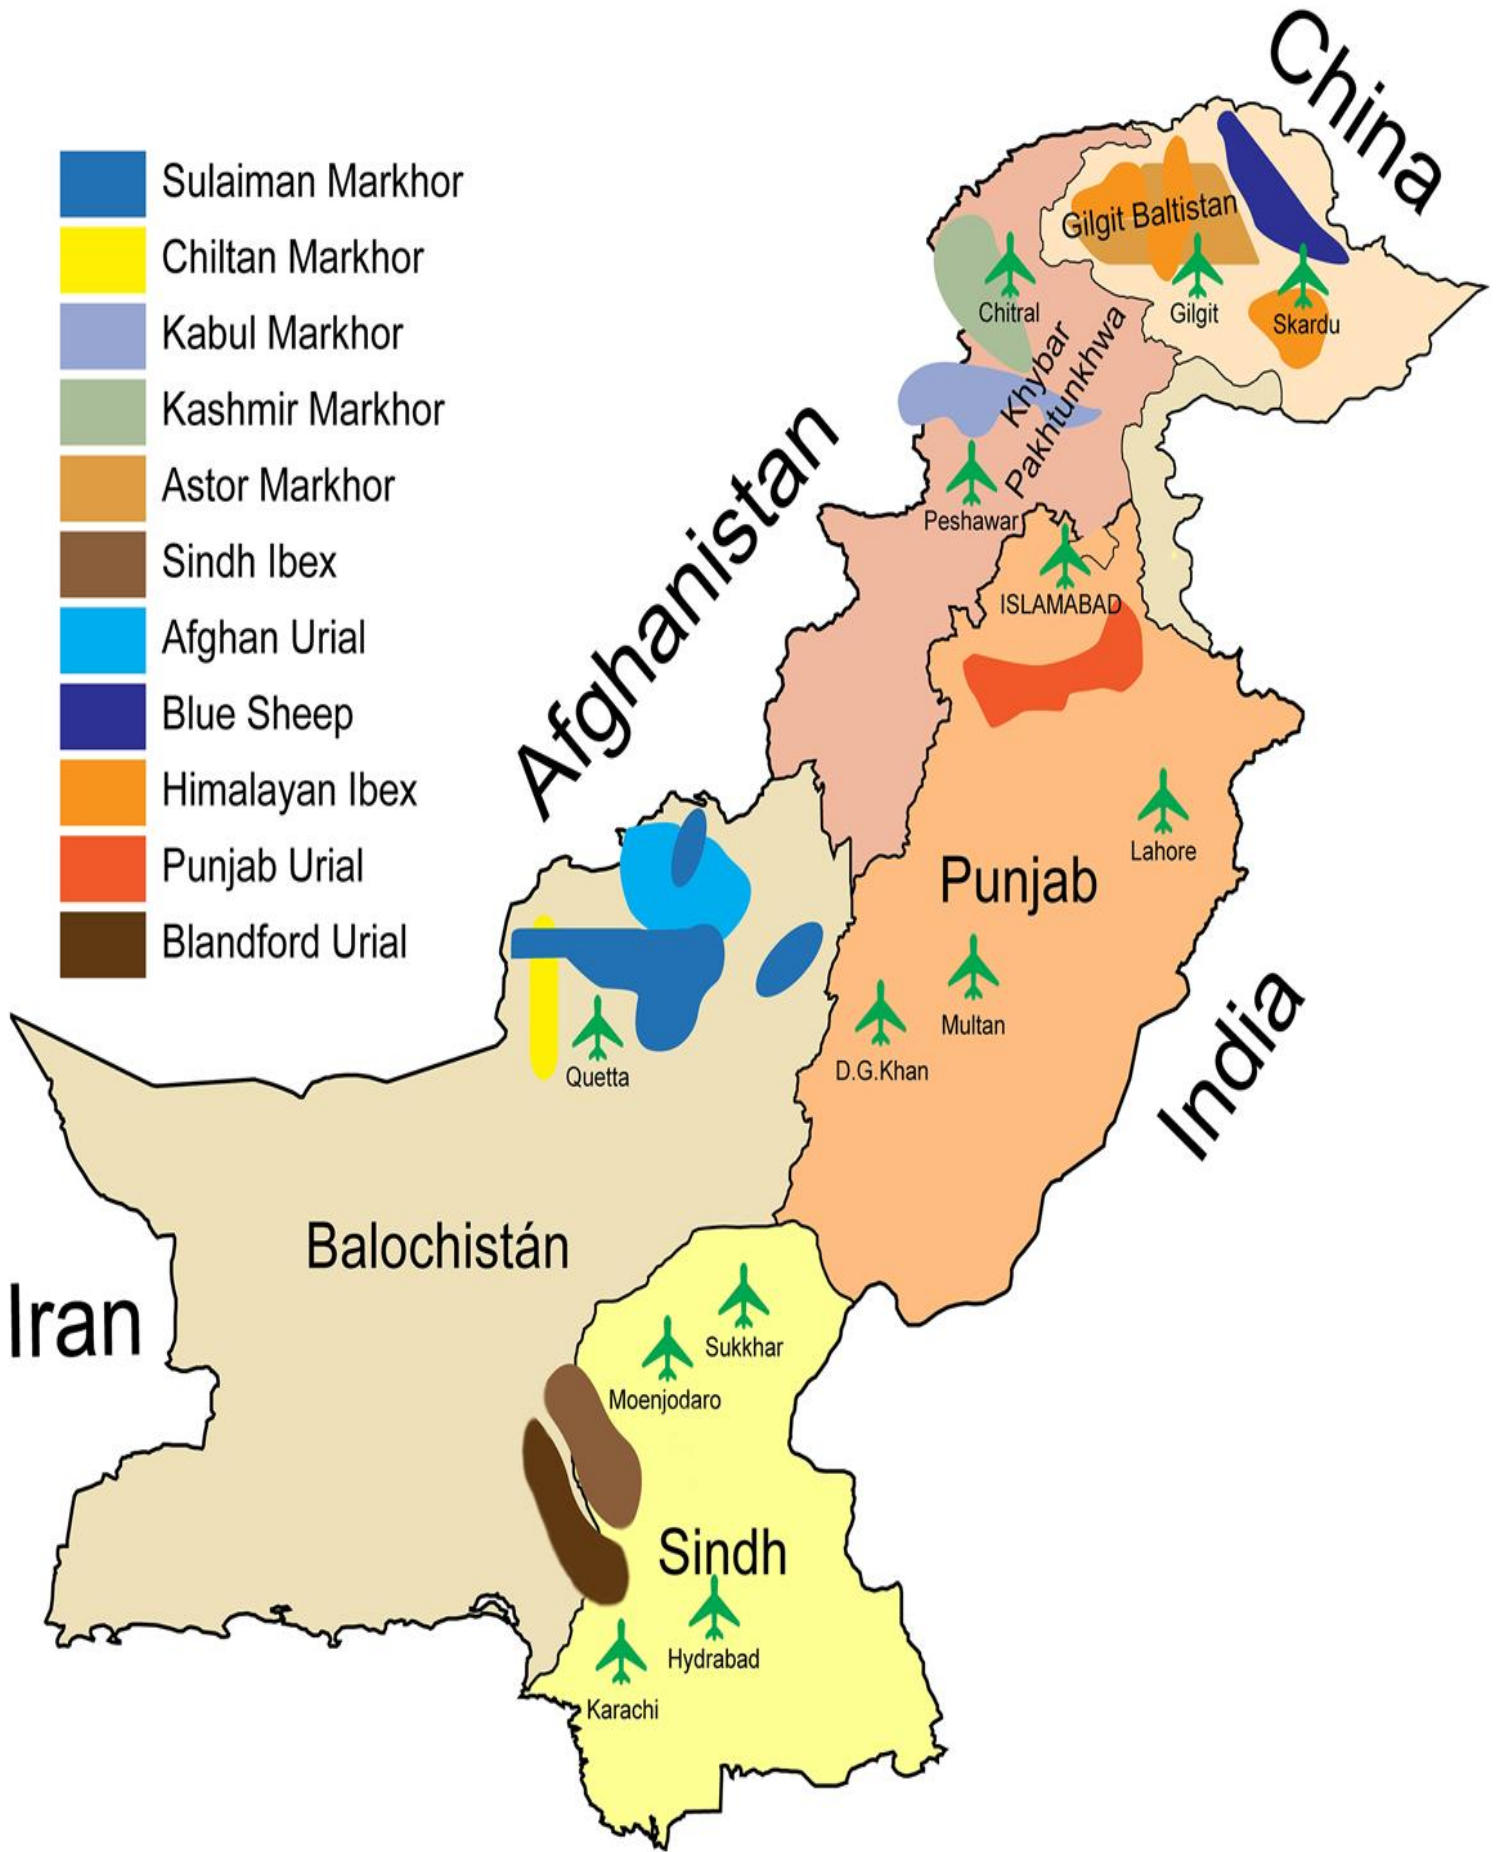 China
Sulaiman Markhor
Chiltan Markhor
Kabul Markhor
Kashmir Markhor
Astor Markhor
Sindh Ibex
Afghan Urial
Blue Sheep
Himalayan Ibex
Punjab Urial
Blandford Urial
Gilgit Baltistan
Chitral
Gilgit
Skardu
Khybar
Pakhtunkhwa
Afghanistan
Peshawar
ISLAMABAD
Lahore
Punjab
Multan
D.G.Khan
Quetta
India
Balochistán
Iran
Sukkhar
Moenjodaro
Sindh
Hydrabad
Karachi